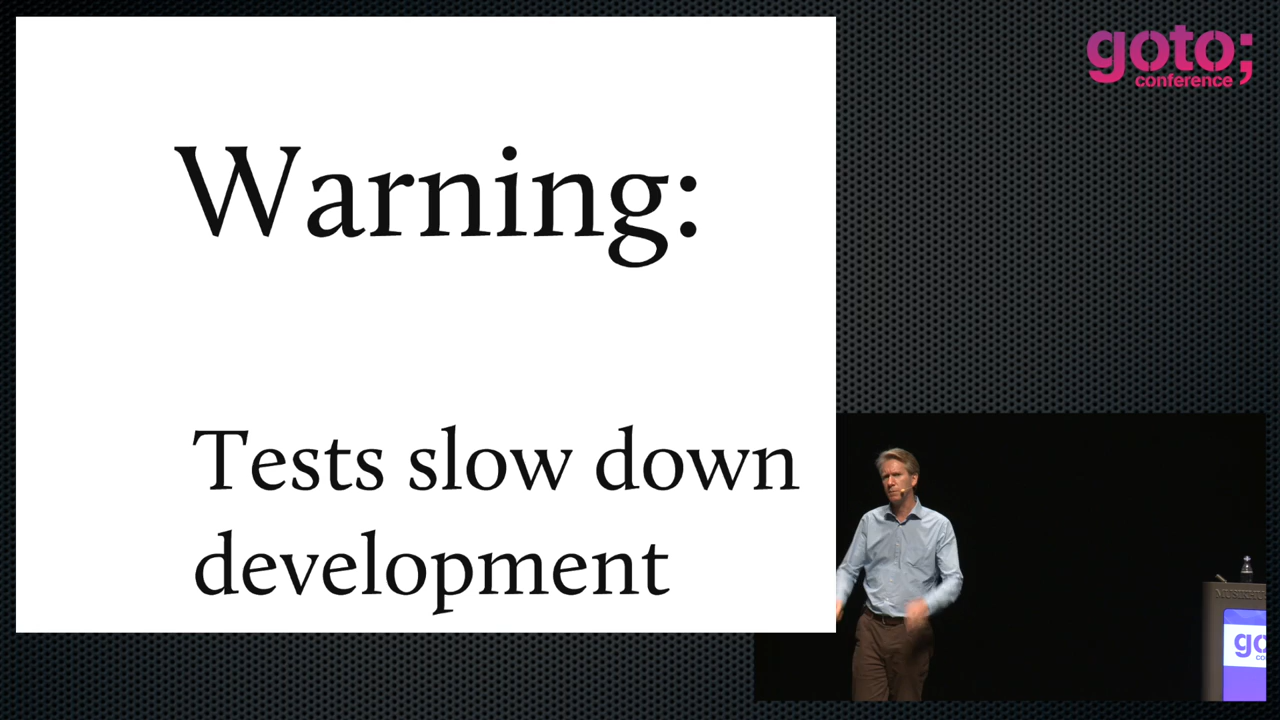 Warning:
Tests slow down
development
goto;
conference